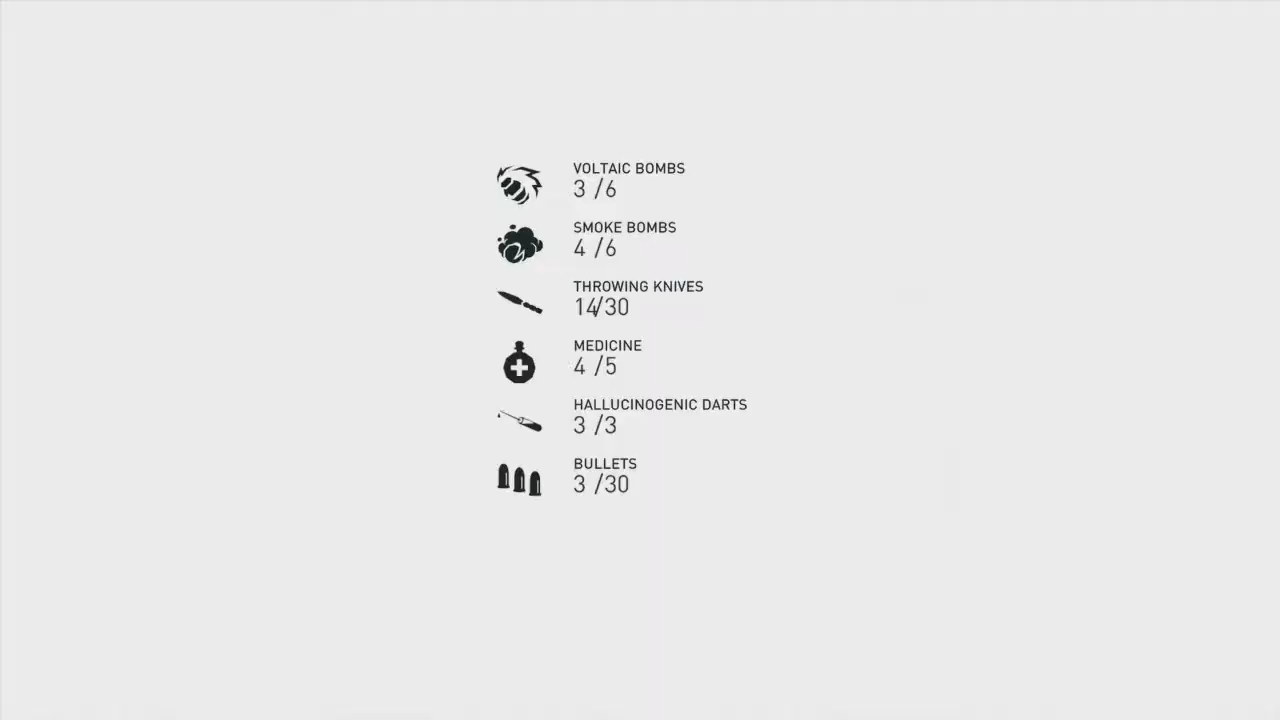 VOLTAIC BOMBS
3 /6
SMOKE BOMBS
4 /6
THROWING KNIVES
14/30
MEDICINE
4 /5
HALLUCINOGENIC DARTS
3 /3
BULLETS
3 /30